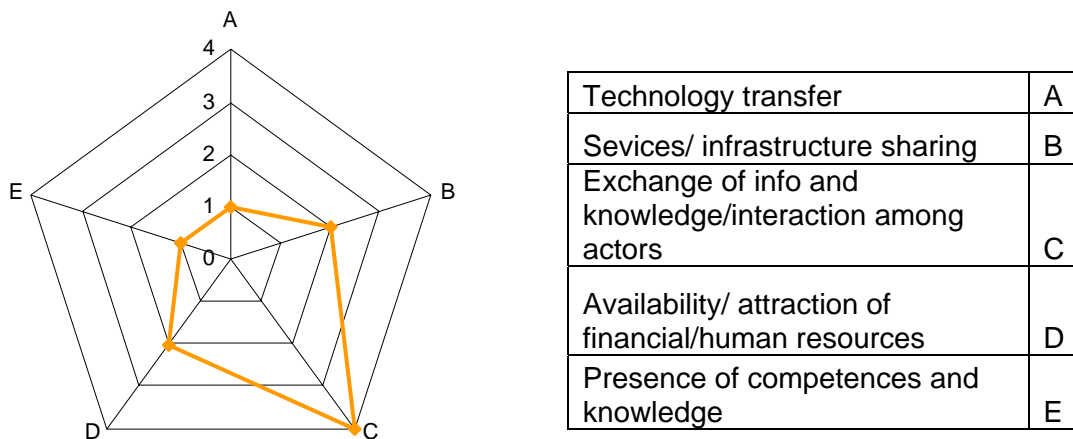 A
4
3
2
1
0
E
B
D
C
Technology transfer A
Sevices/ infrastructure sharing B
Exchange of info and
knowledge/interaction among
actors C
Availability/ attraction of
financial/human resources D
Presence of competences and
knowledge E